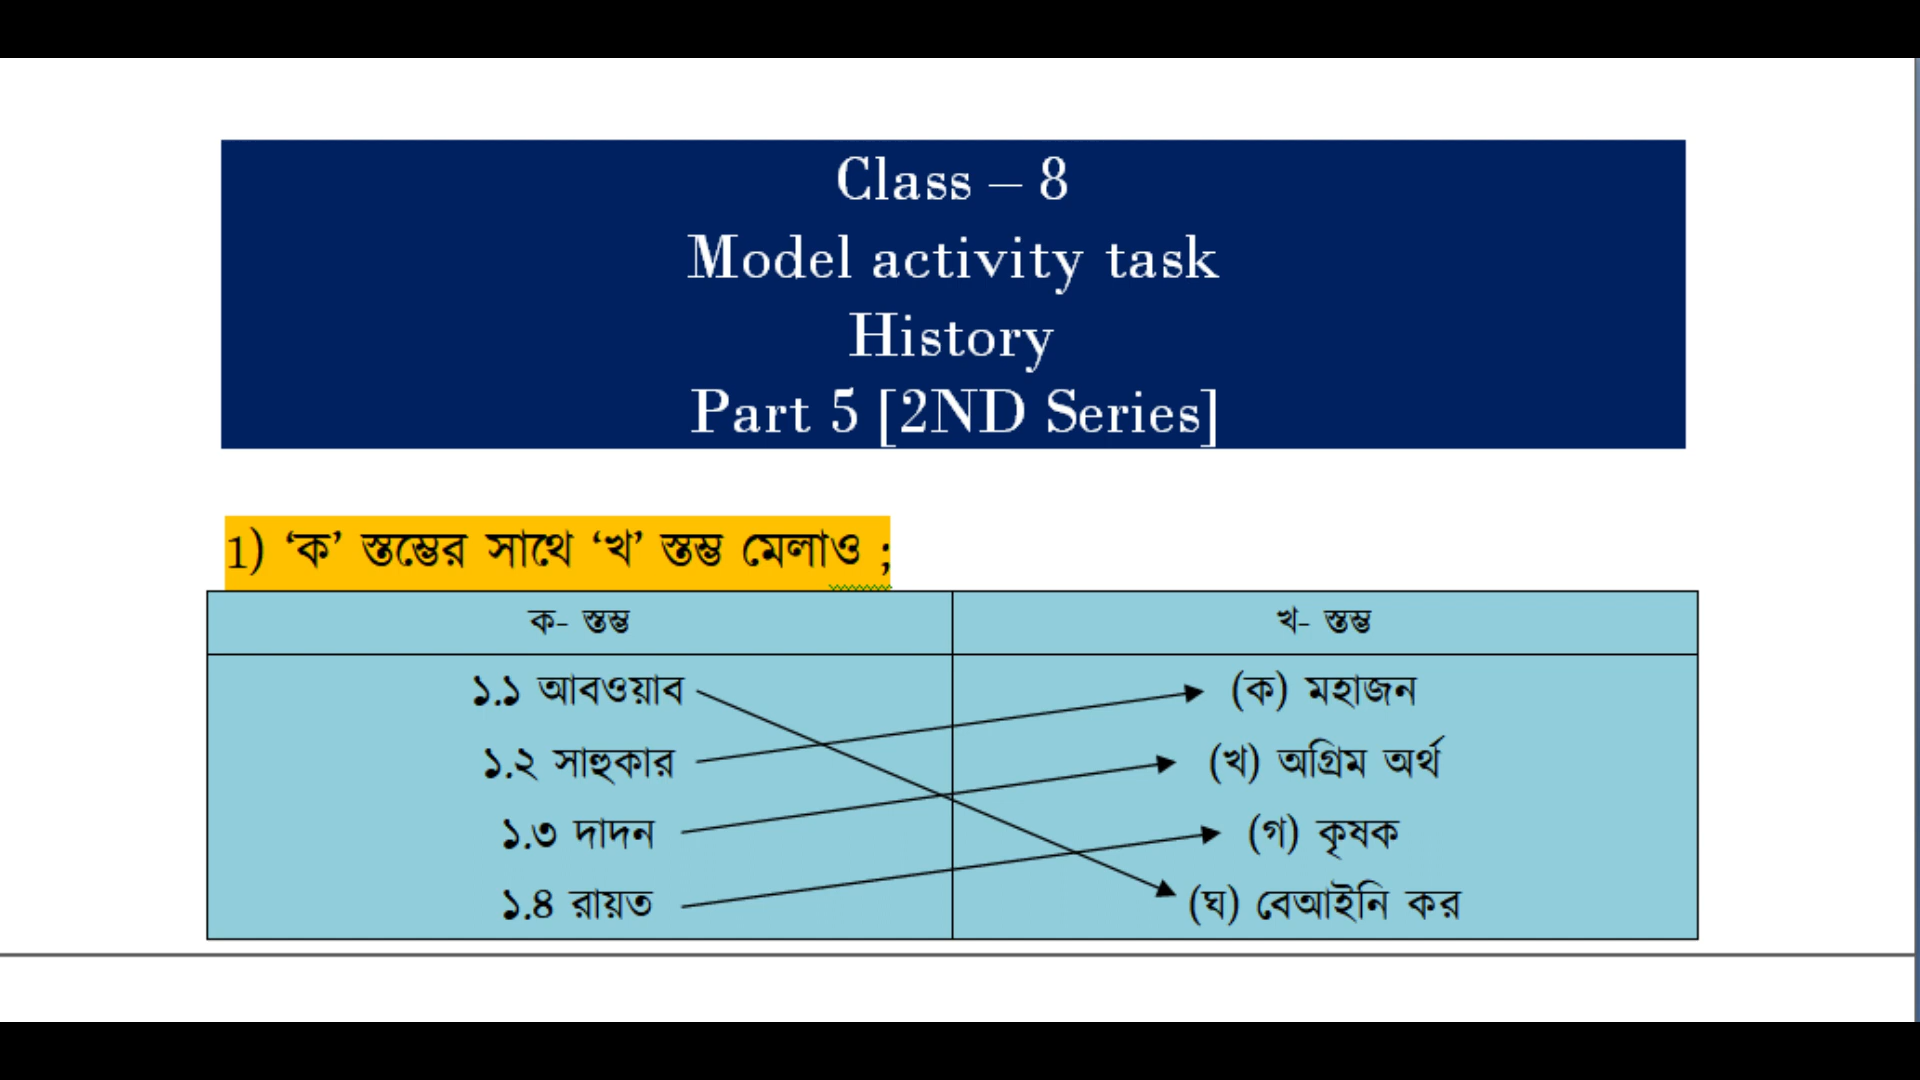 Class – 8
Model activity task
History
Part 5 [2ND Series]
1) ‘ক’ স্তম্ভের সাথে ‘খ’ স্তম্ভ মেলাও ;
ক- স্তম্ভ
খ- স্তম্ভ
১.১ আবওয়াব
(ক) মহাজন
১.২ সাহুকার
(খ) অগ্রিম অর্থ
১.৩ দাদন
(গ) কৃষক
১.৪ রায়ত
(ঘ) বেআইনি কর